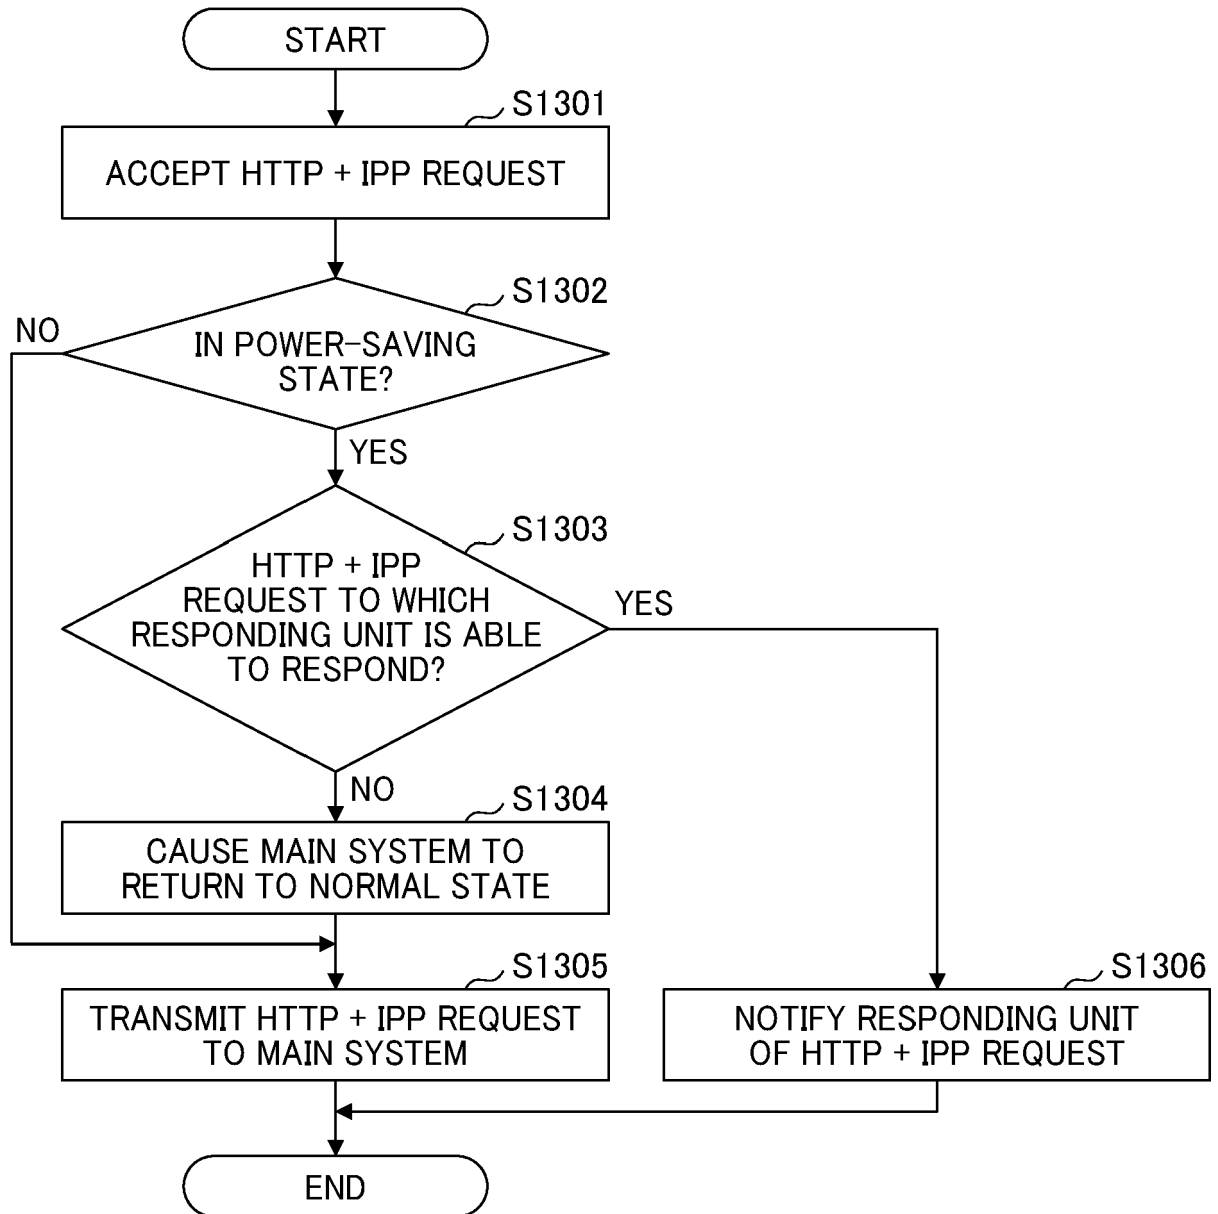 START
S1301
ACCEPT HTTP + IPP REQUEST
S1302
NO
IN POWER-SAVING
STATE?
YES
S1303
HTTP + IPP
REQUEST TO WHICH
RESPONDING UNIT IS ABLE
TO RESPOND?
YES
NO
S1304
CAUSE MAIN SYSTEM TO
RETURN TO NORMAL STATE
S1305
TRANSMIT HTTP + IPP REQUEST
TO MAIN SYSTEM
S1306
NOTIFY RESPONDING UNIT
OF HTTP + IPP REQUEST
END